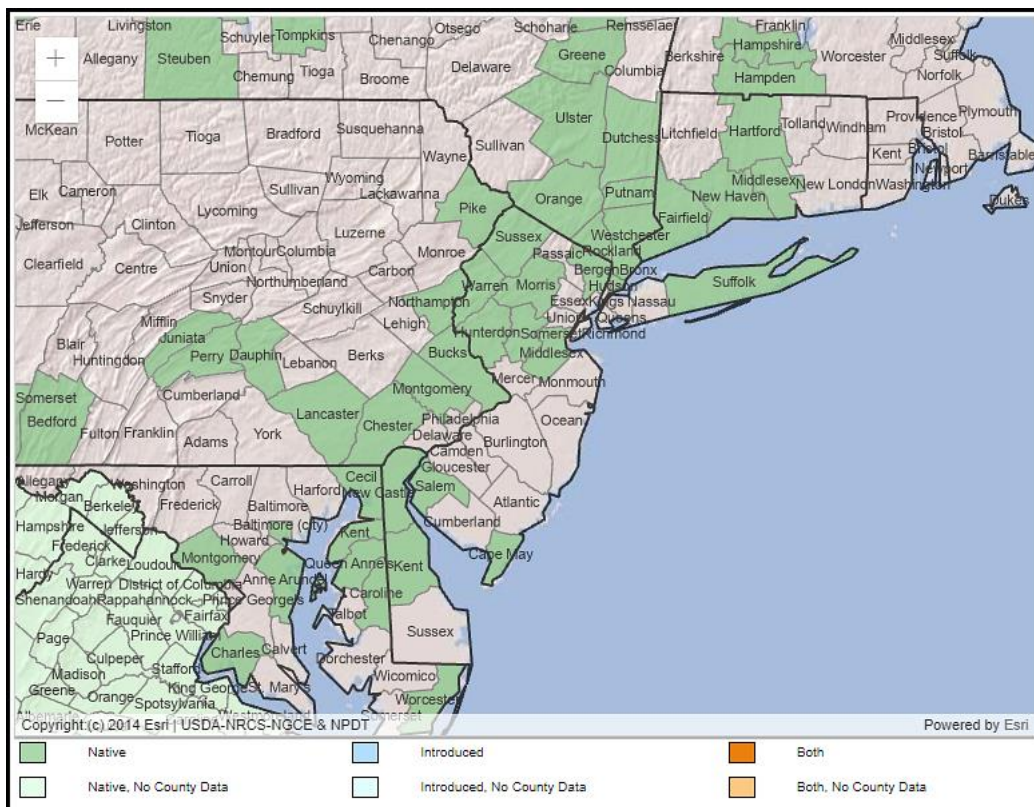 Erie Livingston Otsego Schoharie Rensselae Franklin Middlesex
Schuyler Tompkins Chenango Greene Hampshire Worcester Suffolk
+ Allegany Steuben Tioga Delaware Columbia Berkshire Norfolk
− Chemung Broome Hampden
McKean Potter Tioga Bradford Susquehanna Ulster Dutchess Litchfield Hartford Tolland Windham Providence Plymouth
Bristol
Wayne Sullivan Kent Bristol Barnstable
Elk Cameron Sullivan Wyoming Lackawanna Putnam Middlesex New London Washington Newport
Jefferson Clinton Lycoming Pike Orange Fairfield New Haven Dukes
Luzerne Sussex Westchester
Clearfield Centre Montour Columbia Monroe Passaic Rockland
Union Carbon Bergen Bronx
Northumberland Warren Morris Hudson Suffolk
Snyder Schuylkill Northampton Essex Kings Nassau
Mifflin Lehigh Union Queens
Blair Juniata Hunterdon Somerset Richmond
Huntingdon Perry Dauphin Lebanon Berks Bucks Middlesex
Somerset Cumberland Montgomery Mercer Monmouth
Bedford Lancaster Ocean
Fulton Franklin Adams York Chester Philadelphia
Delaware Burlington
Camden
Allegany Washington Carroll Cecil Gloucester
Morgan Harford New Castle Salem Atlantic
Berkeley Frederick Baltimore
Hampshire Jefferson Baltimore (city) Kent Cumberland
Frederick Howard
Clarke Loudoun Montgomery Queen Anne's Kent Cape May
Hardy Warren District of Columbia Anne Arundel Caroline
Shenandoah Rappahannock Prince George's Talbot
Fauquier Fairfax
Page Prince William Sussex
Culpeper Charles Calvert Dorchester
Madison Stafford Wicomico
Greene Orange King George St. Mary's
Spotsylvania Worcester
Albemarle Westmoreland Somerset
Copyright:(c) 2014 Esri | USDA-NRCS-NGCE & NPDT Powered by Esri
Native Introduced Both
Native, No County Data Introduced, No County Data Both, No County Data